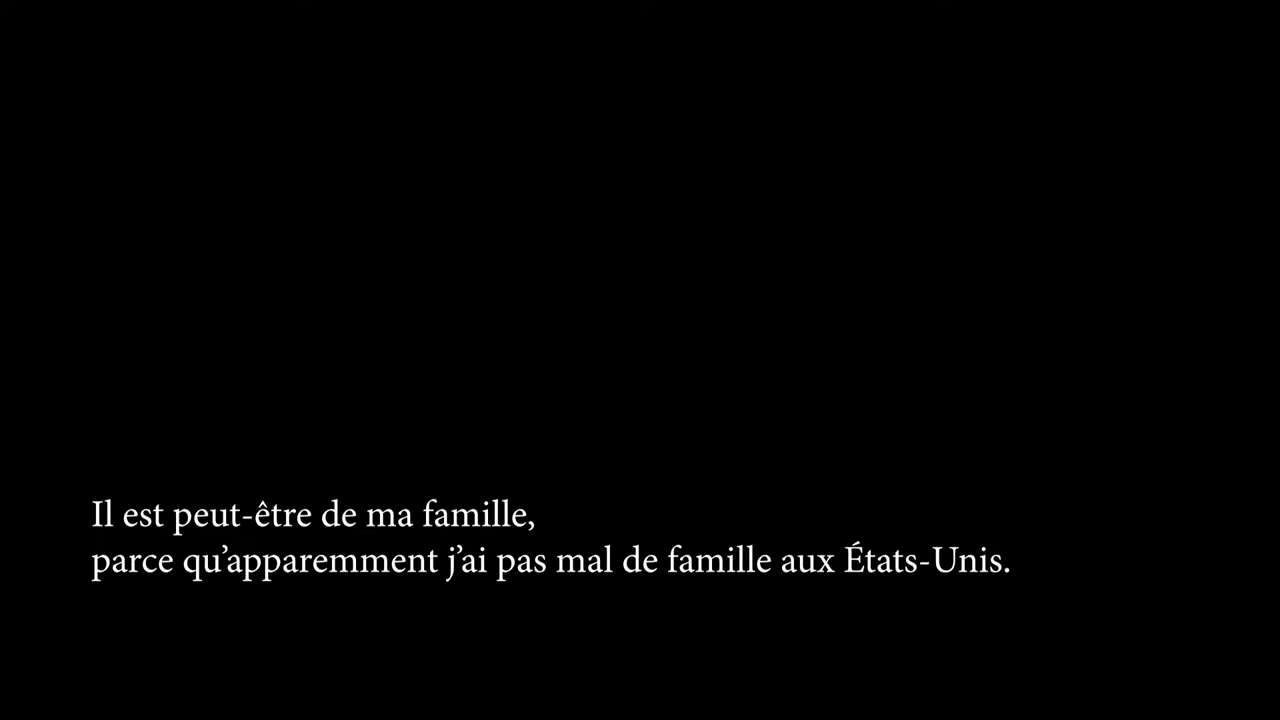 Il est peut-être de ma famille,
parce qu’apparemment j’ai pas mal de famille aux États-Unis.